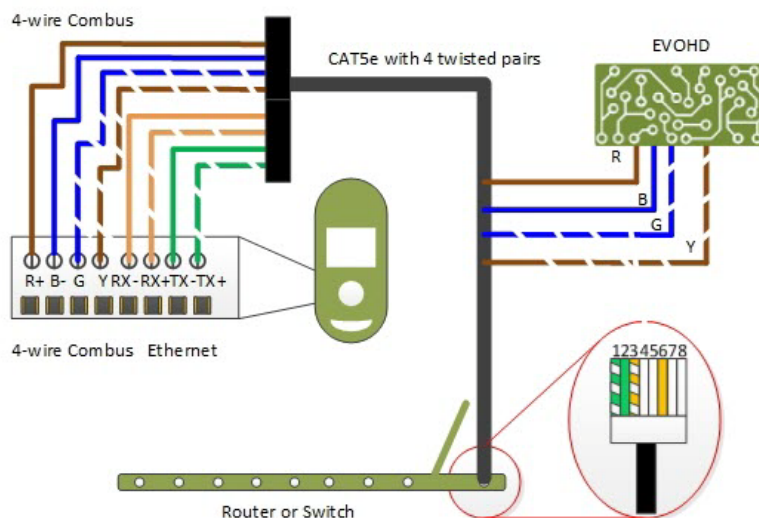 4-wire Combus
CAT5e with 4 twisted pairs
EVOHD
R
B
G
Y
R+ B- G Y RX- RX+TX-TX+
4-wire Combus Ethernet
12345678
Router or Switch